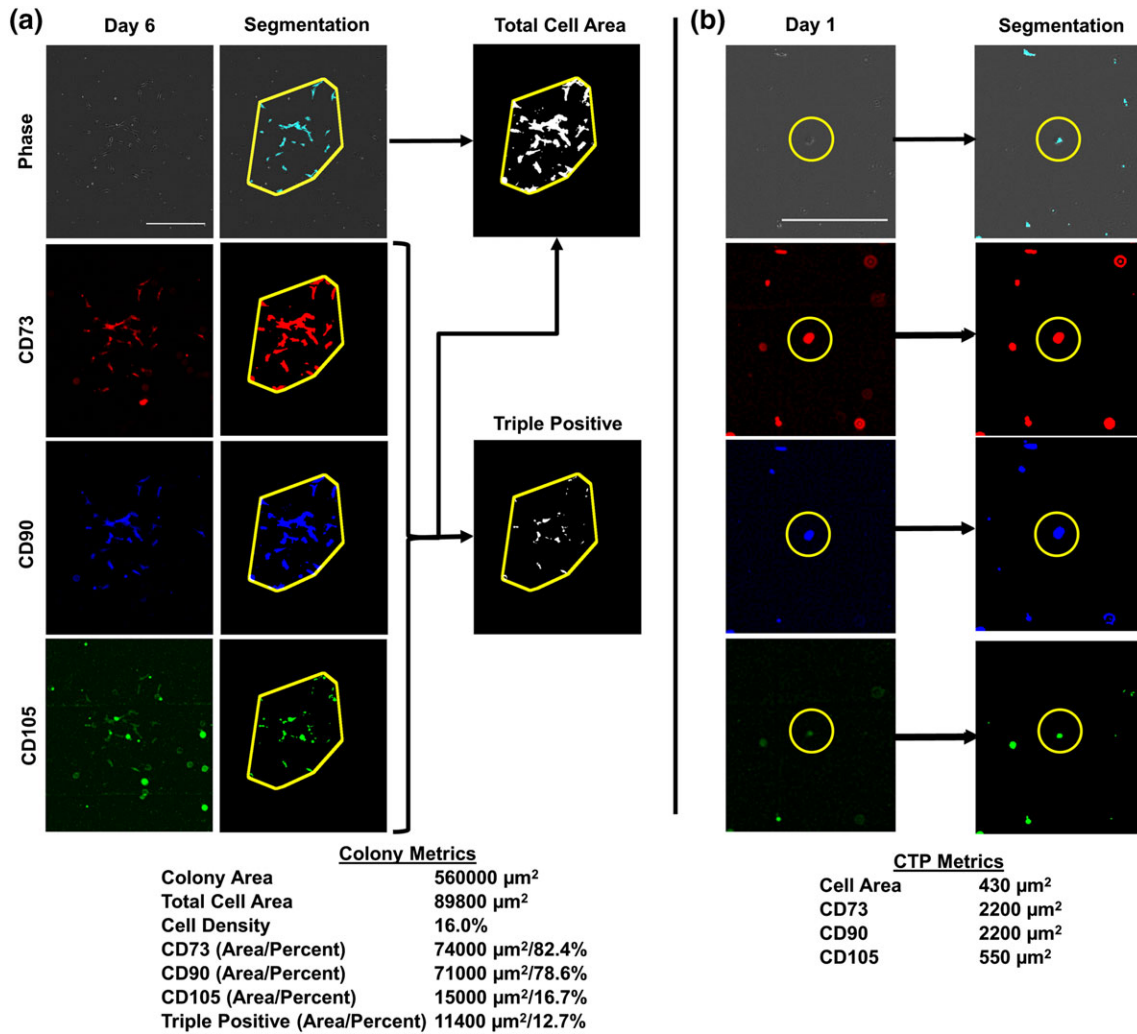 (a)
Day 6
Segmentation
Total Cell Area
Phase
CD73
CD90
CD105
Triple Positive
Colony Metrics
Colony Area 560000 µm²
Total Cell Area 89800 µm²
Cell Density 16.0%
CD73 (Area/Percent) 74000 µm²/82.4%
CD90 (Area/Percent) 71000 µm²/78.6%
CD105 (Area/Percent) 15000 µm²/16.7%
Triple Positive (Area/Percent) 11400 µm²/12.7%
(b)
Day 1
Segmentation
CTP Metrics
Cell Area 430 µm²
CD73 2200 µm²
CD90 2200 µm²
CD105 550 µm²